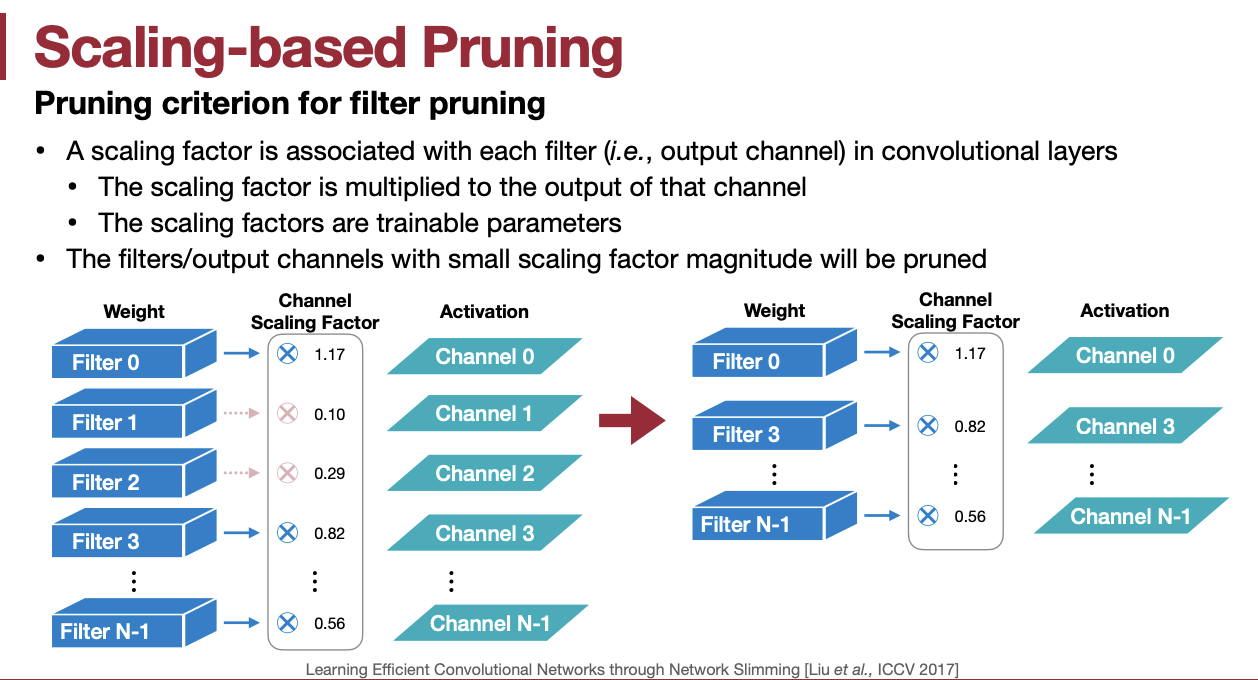 Scaling-based Pruning
Pruning criterion for filter pruning
• A scaling factor is associated with each filter (i.e., output channel) in convolutional layers
• The scaling factor is multiplied to the output of that channel
• The scaling factors are trainable parameters
• The filters/output channels with small scaling factor magnitude will be pruned
Weight
Channel
Scaling Factor
Activation
Filter 0
1.17
Channel 0
Filter 1
0.10
Channel 1
Filter 2
0.29
Channel 2
Filter 3
0.82
Channel 3
Filter N-1
0.56
Channel N-1
Weight
Channel
Scaling Factor
Activation
Filter 0
1.17
Channel 0
Filter 3
0.82
Channel 3
Filter N-1
0.56
Channel N-1
Learning Efficient Convolutional Networks through Network Slimming [Liu et al., ICCV 2017]